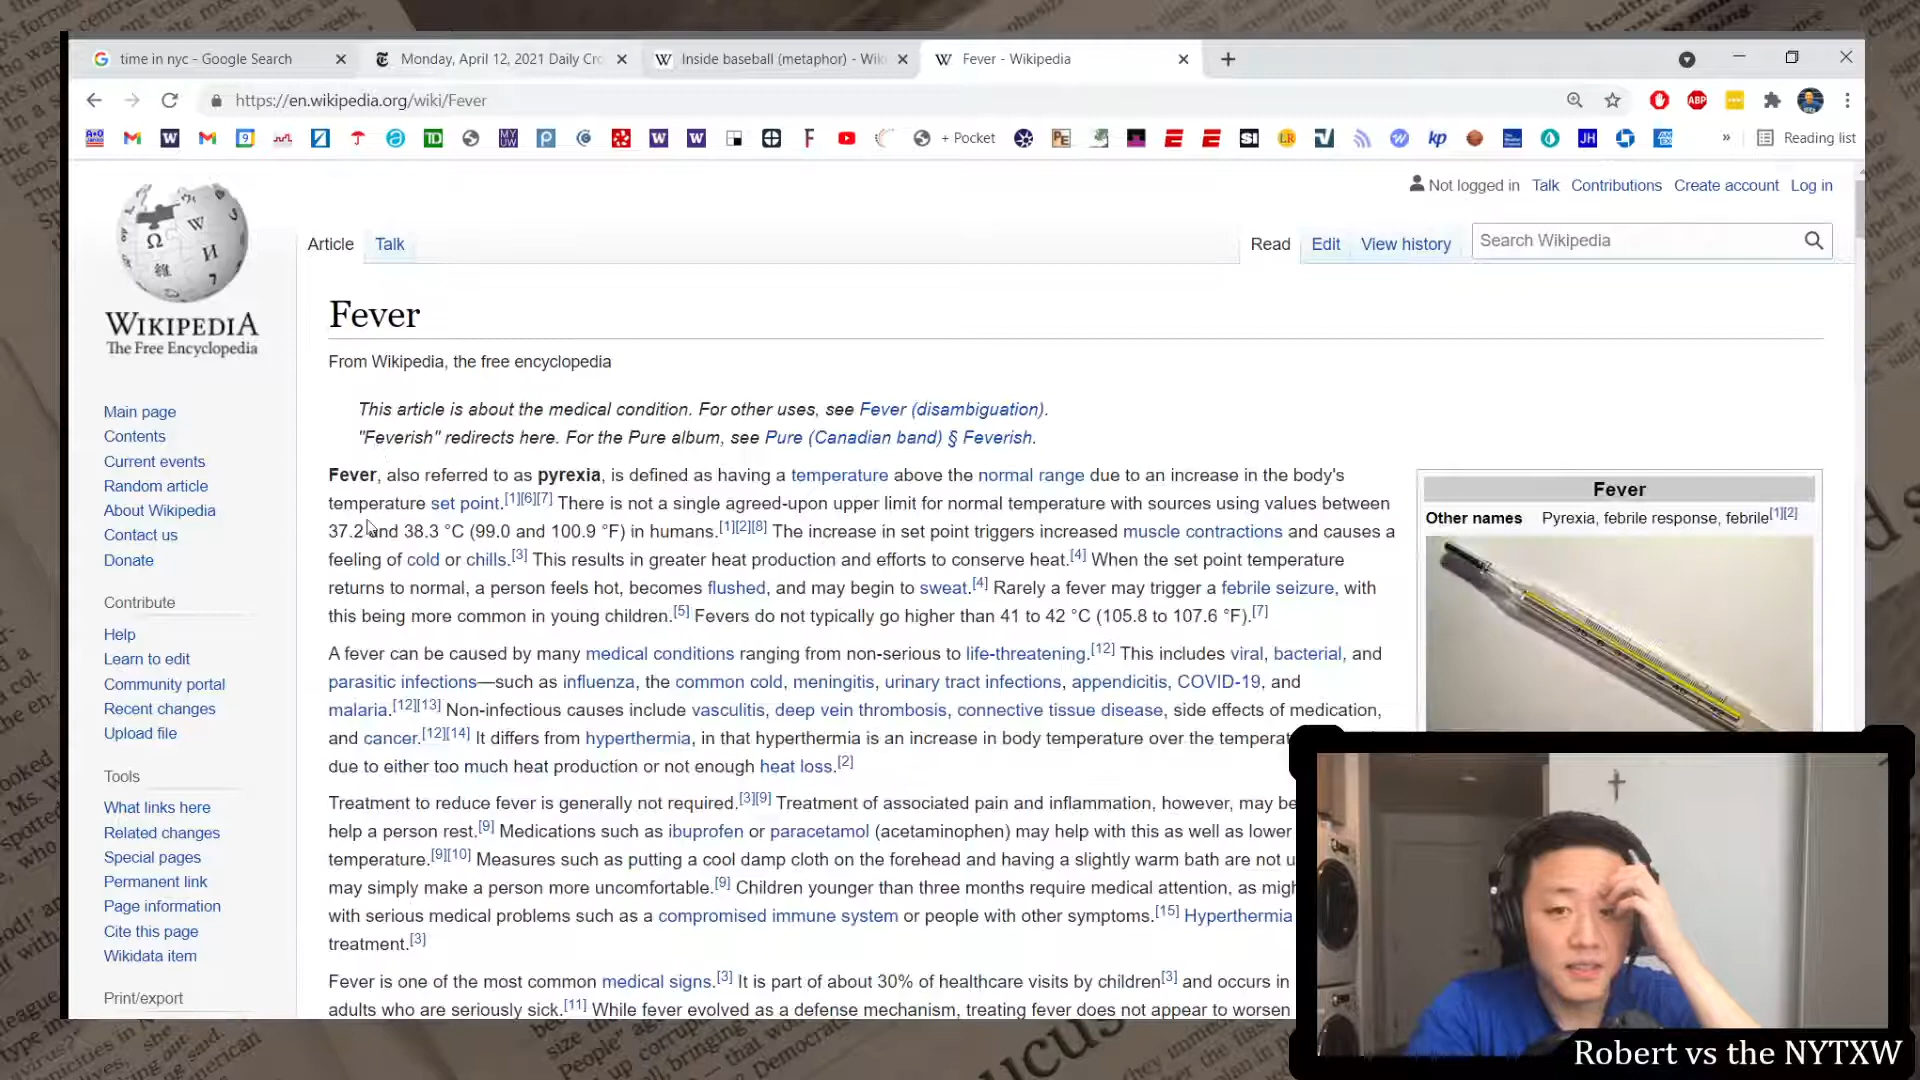 time in nyc - Google Search
Monday, April 12, 2021 Daily Cro
Inside baseball (metaphor) - Wik
Fever - Wikipedia
https://en.wikipedia.org/wiki/Fever
+ Pocket
Reading list
Not logged in Talk Contributions Create account Log in
Article Talk Read Edit View history Search Wikipedia
WIKIPEDIA
The Free Encyclopedia
Main page
Contents
Current events
Random article
About Wikipedia
Contact us
Donate
Contribute
Help
Learn to edit
Community portal
Recent changes
Upload file
Tools
What links here
Related changes
Special pages
Permanent link
Page information
Cite this page
Wikidata item
Print/export
Fever
From Wikipedia, the free encyclopedia
This article is about the medical condition. For other uses, see Fever (disambiguation).
"Feverish" redirects here. For the Pure album, see Pure (Canadian band) § Feverish.
Fever, also referred to as pyrexia, is defined as having a temperature above the normal range due to an increase in the body's
temperature set point.[1][6][7] There is not a single agreed-upon upper limit for normal temperature with sources using values between
37.2 and 38.3 °C (99.0 and 100.9 °F) in humans.[1][2][8] The increase in set point triggers increased muscle contractions and causes a
feeling of cold or chills.[3] This results in greater heat production and efforts to conserve heat.[4] When the set point temperature
returns to normal, a person feels hot, becomes flushed, and may begin to sweat.[4] Rarely a fever may trigger a febrile seizure, with
this being more common in young children.[5] Fevers do not typically go higher than 41 to 42 °C (105.8 to 107.6 °F).[7]
A fever can be caused by many medical conditions ranging from non-serious to life-threatening.[12] This includes viral, bacterial, and
parasitic infections—such as influenza, the common cold, meningitis, urinary tract infections, appendicitis, COVID-19, and
malaria.[12][13] Non-infectious causes include vasculitis, deep vein thrombosis, connective tissue disease, side effects of medication,
and cancer.[12][14] It differs from hyperthermia, in that hyperthermia is an increase in body temperature over the temperat
due to either too much heat production or not enough heat loss.[2]
Treatment to reduce fever is generally not required.[3][9] Treatment of associated pain and inflammation, however, may be
help a person rest.[9] Medications such as ibuprofen or paracetamol (acetaminophen) may help with this as well as lower
temperature.[9][10] Measures such as putting a cool damp cloth on the forehead and having a slightly warm bath are not u
may simply make a person more uncomfortable.[9] Children younger than three months require medical attention, as migh
with serious medical problems such as a compromised immune system or people with other symptoms.[15] Hyperthermia
treatment.[3]
Fever is one of the most common medical signs.[3] It is part of about 30% of healthcare visits by children[3] and occurs in
adults who are seriously sick.[11] While fever evolved as a defense mechanism, treating fever does not appear to worsen
Fever
Other names Pyrexia, febrile response, febrile[1][2]
Robert vs the NYTXW